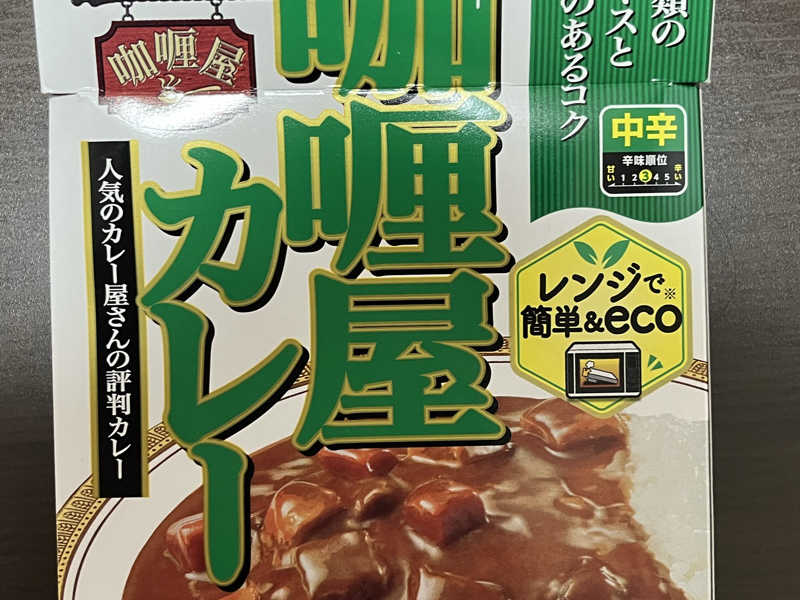 咖喱屋
咖喱屋
カレー
類の
スと
のあるコク
人気のカレー屋さんの評判カレー
中辛
辛味順位
甘い 1 2 3 4 5 辛い
レンジで※
簡単&eco